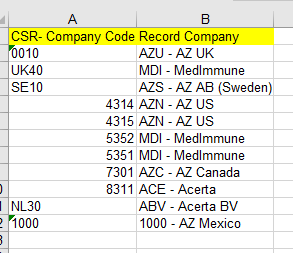 A B
CSR- Company Code Record Company
0010 AZU - AZ UK
UK40 MDI - MedImmune
SE10 AZS - AZ AB (Sweden)
4314 AZN - AZ US
4315 AZN - AZ US
5352 MDI - MedImmune
5351 MDI - MedImmune
7301 AZC - AZ Canada
8311 ACE - Acerta
NL30 ABV - Acerta BV
1000 1000 - AZ Mexico